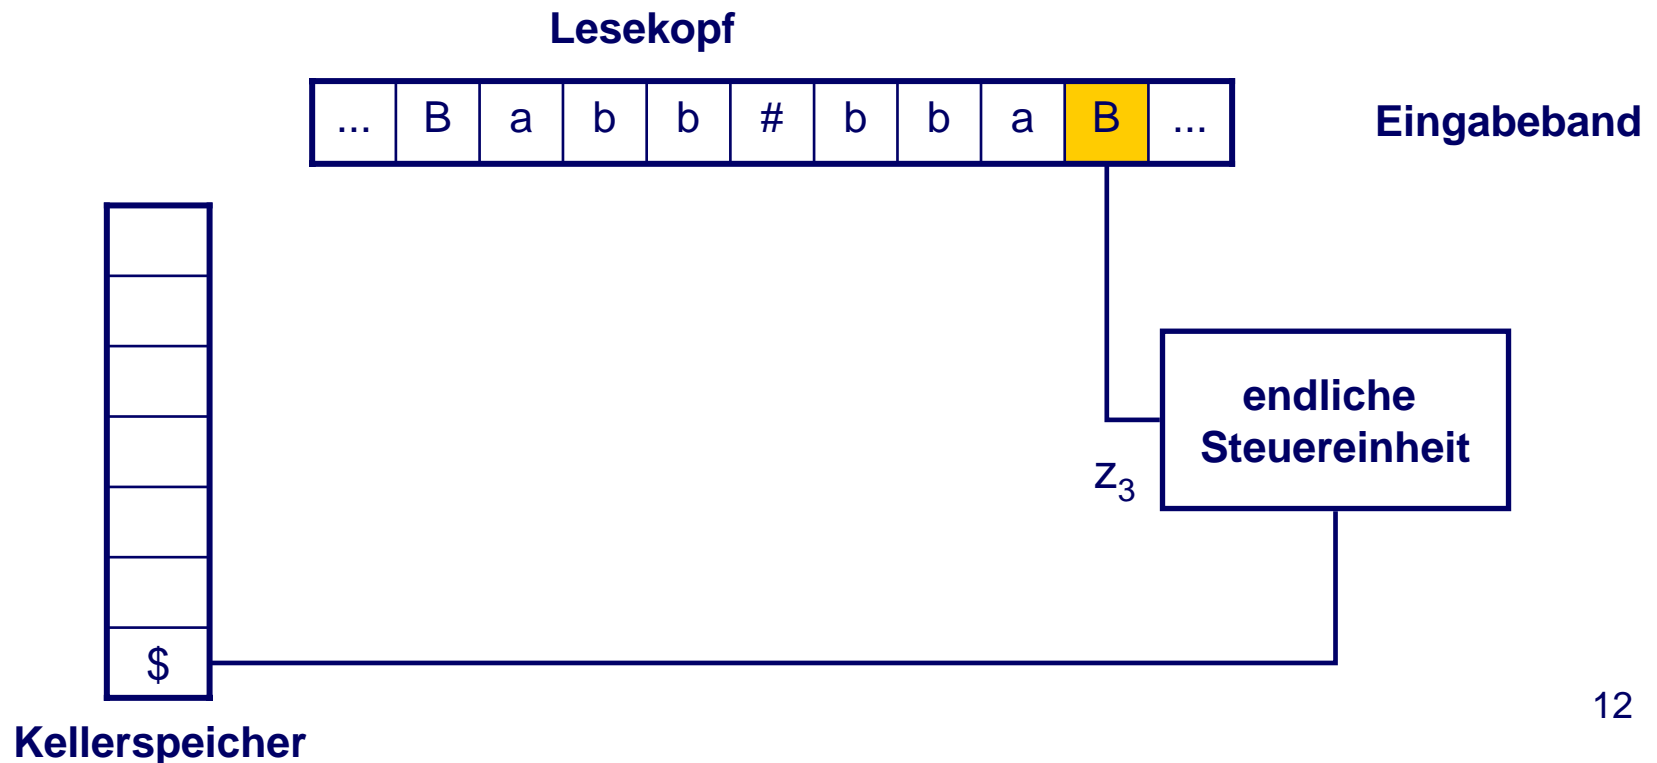 Lesekopf
... B a b b # b b a B ...
Eingabeband
endliche
Steuereinheit
z3
$
12
Kellerspeicher